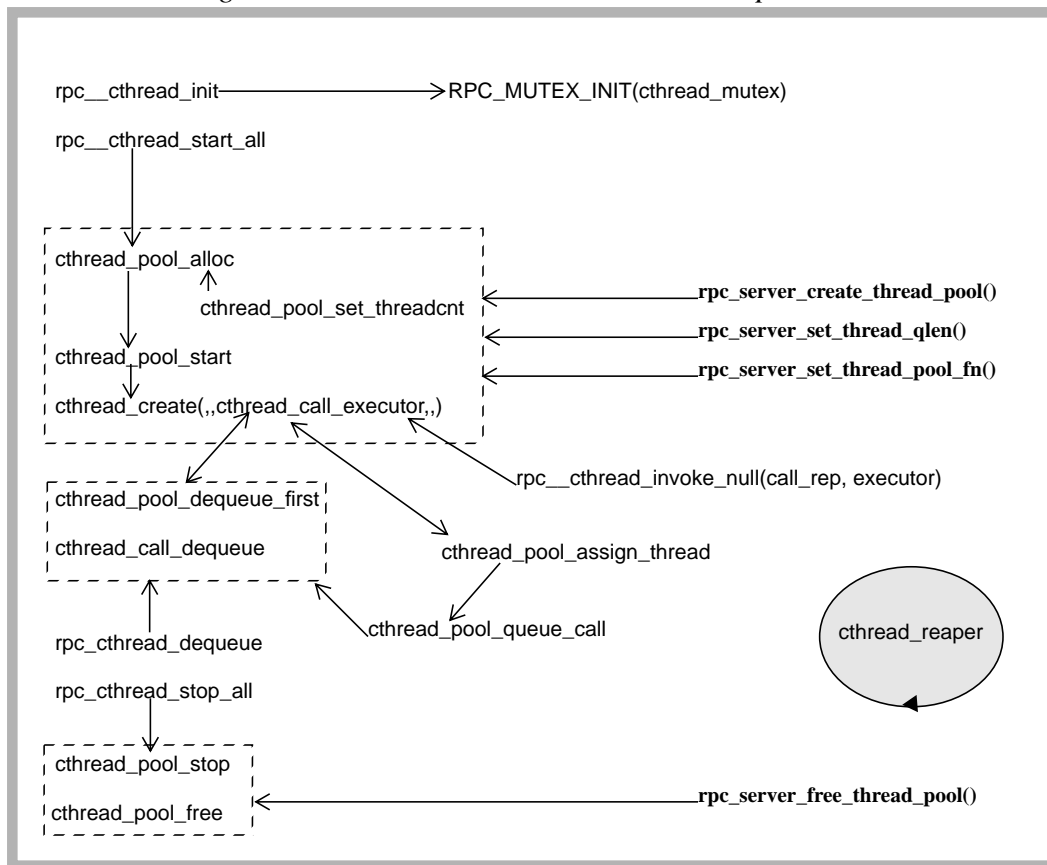 rpc__cthread_init
RPC_MUTEX_INIT(cthread_mutex)
rpc__cthread_start_all
cthread_pool_alloc
cthread_pool_set_threadcnt
rpc_server_create_thread_pool()
rpc_server_set_thread_qlen()
cthread_pool_start
rpc_server_set_thread_pool_fn()
cthread_create(,,cthread_call_executor,,)
rpc__cthread_invoke_null(call_rep, executor)
cthread_pool_dequeue_first
cthread_call_dequeue
cthread_pool_assign_thread
cthread_pool_queue_call
cthread_reaper
rpc_cthread_dequeue
rpc_cthread_stop_all
cthread_pool_stop
cthread_pool_free
rpc_server_free_thread_pool()